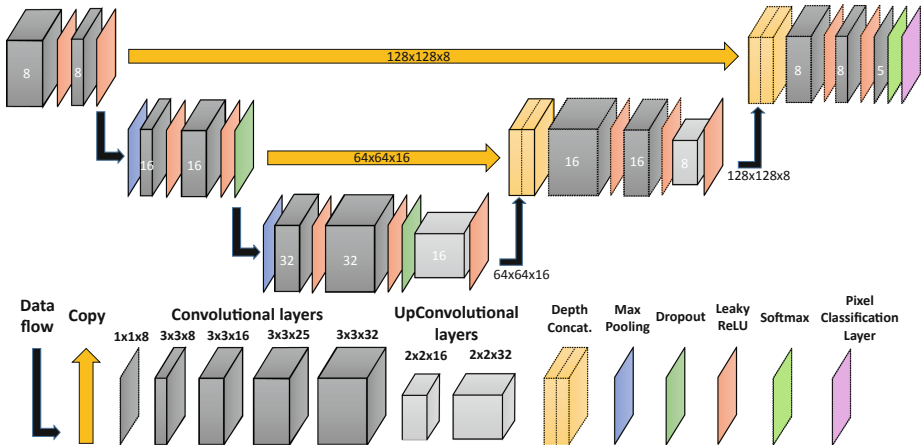 8
8
128x128x8
8
8
5
16
16
64x64x16
16
16
8
128x128x8
32
32
16
64x64x16
Data flow
Copy
Convolutional layers
1x1x8
3x3x8
3x3x16
3x3x25
3x3x32
UpConvolutional layers
2x2x16
2x2x32
Depth Concat.
Max Pooling
Dropout
Leaky ReLU
Softmax
Pixel Classification Layer